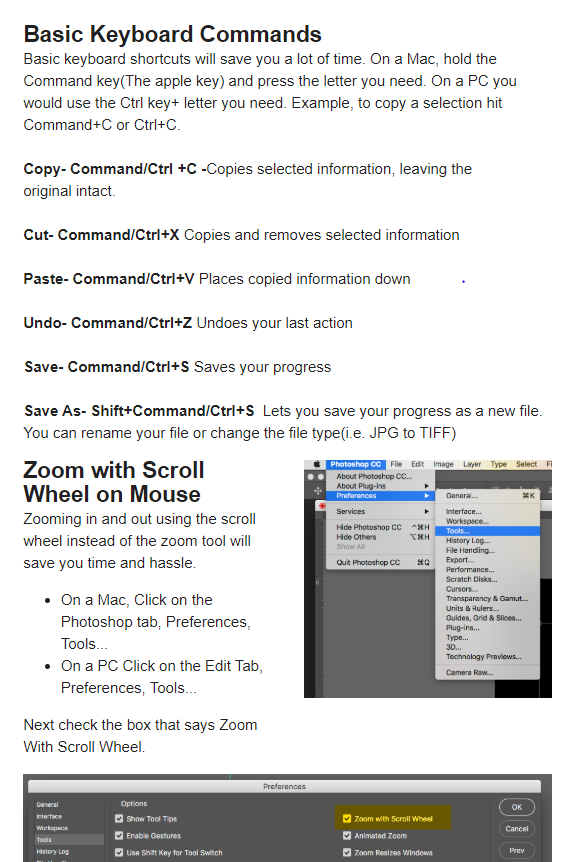 Basic Keyboard Commands
Basic keyboard shortcuts will save you a lot of time. On a Mac, hold the
Command key(The apple key) and press the letter you need. On a PC you
would use the Ctrl key+ letter you need. Example, to copy a selection hit
Command+C or Ctrl+C.
Copy- Command/Ctrl +C -Copies selected information, leaving the
original intact.
Cut- Command/Ctrl+X Copies and removes selected information
Paste- Command/Ctrl+V Places copied information down
Undo- Command/Ctrl+Z Undoes your last action
Save- Command/Ctrl+S Saves your progress
Save As- Shift+Command/Ctrl+S  Lets you save your progress as a new file.
You can rename your file or change the file type(i.e. JPG to TIFF)
Zoom with Scroll
Wheel on Mouse
Zooming in and out using the scroll
wheel instead of the zoom tool will
save you time and hassle.
• On a Mac, Click on the
Photoshop tab, Preferences,
Tools...
• On a PC Click on the Edit Tab,
Preferences, Tools...
Next check the box that says Zoom
With Scroll Wheel.
Photoshop CC File Edit Image Layer Type Select
About Photoshop CC...
About Plug-ins
Preferences
Services
Hide Photoshop CC ^⌘H
Hide Others ⌥⌘H
Show All
Quit Photoshop CC ⌘Q
General... ⌘K
Interface...
Workspace...
Tools...
History Log...
File Handling...
Export...
Performance...
Scratch Disks...
Cursors...
Transparency & Gamut...
Units & Rulers...
Guides, Grid & Slices...
Plug-ins...
Type...
3D...
Technology Previews...
Camera Raw...
Preferences
General
Interface
Workspace
Tools
History Log
Options
Show Tool Tips
Enable Gestures
Use Shift Key for Tool Switch
Zoom with Scroll Wheel
Animated Zoom
Zoom Resizes Windows
OK
Cancel
Prev